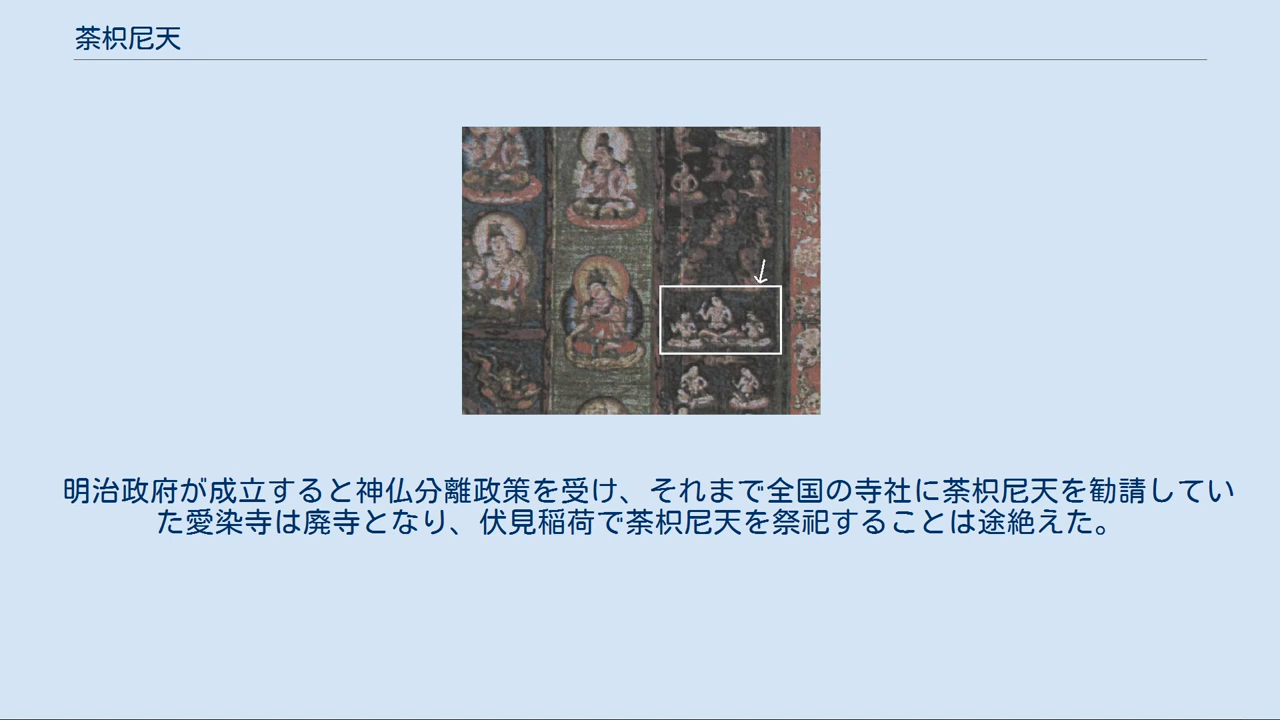 荼枳尼天
明治政府が成立すると神仏分離政策を受け、それまで全国の寺社に荼枳尼天を勧請してい
た愛染寺は廃寺となり、伏見稲荷で荼枳尼天を祭祀することは途絶えた。